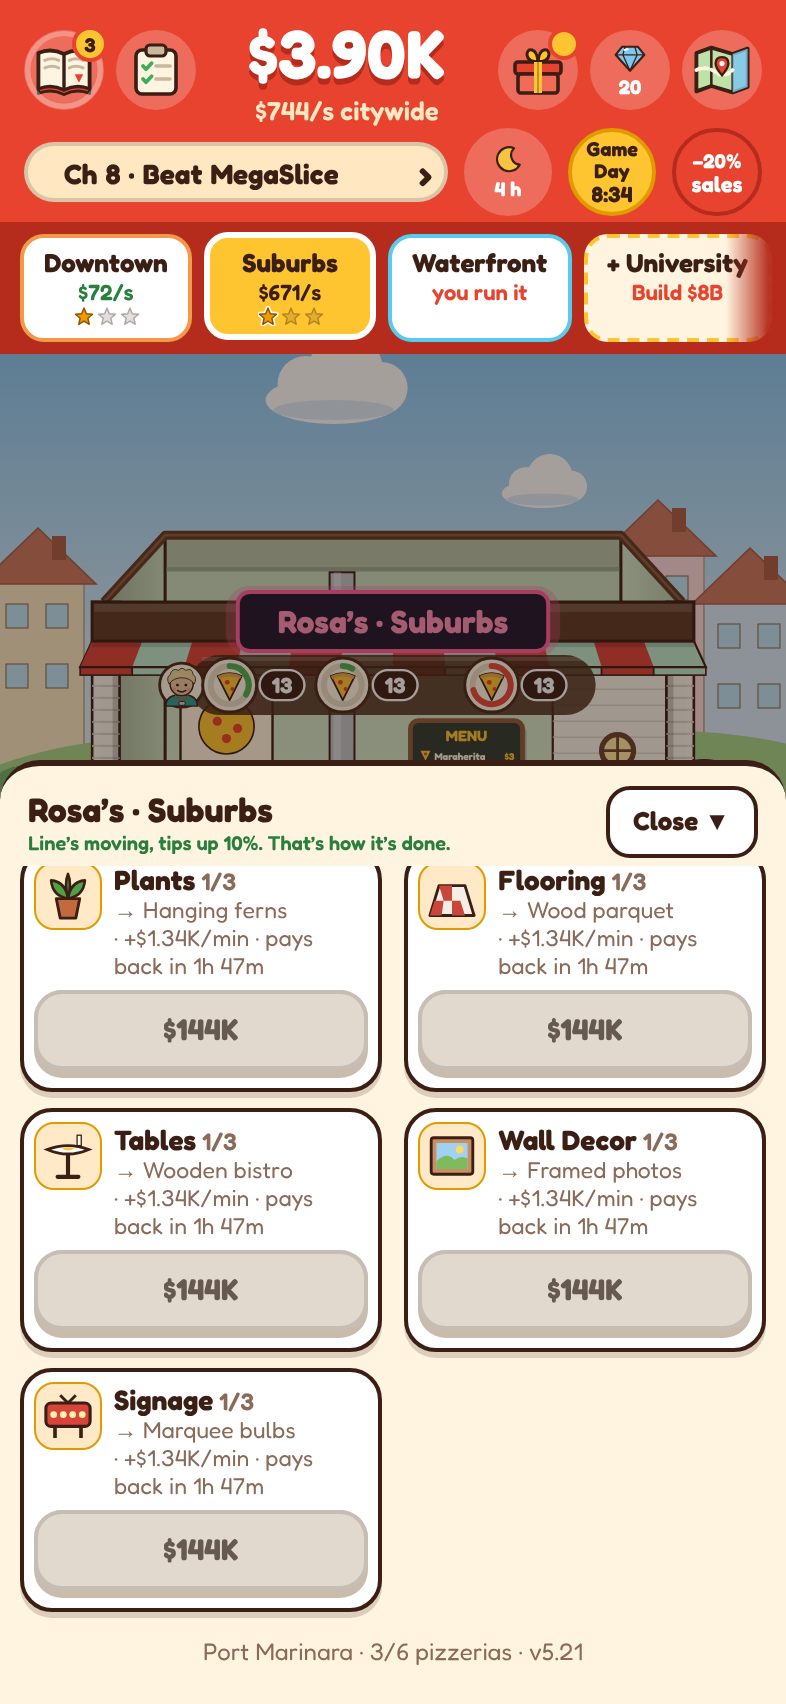 3
$3.90K
$744/s citywide
20
Ch 8 · Beat MegaSlice ›
4 h
Game
Day
8:34
−20%
sales
Downtown
$72/s
Suburbs
$671/s
Waterfront
you run it
+ University
Build $8B
Rosa's · Suburbs
13
13
13
MENU
Margherita $3
Rosa's · Suburbs
Line's moving, tips up 10%. That's how it's done.
Close ▼
Plants 1/3
→ Hanging ferns
· +$1.34K/min · pays
back in 1h 47m
$144K
Flooring 1/3
→ Wood parquet
· +$1.34K/min · pays
back in 1h 47m
$144K
Tables 1/3
→ Wooden bistro
· +$1.34K/min · pays
back in 1h 47m
$144K
Wall Decor 1/3
→ Framed photos
· +$1.34K/min · pays
back in 1h 47m
$144K
Signage 1/3
→ Marquee bulbs
· +$1.34K/min · pays
back in 1h 47m
$144K
Port Marinara · 3/6 pizzerias · v5.21